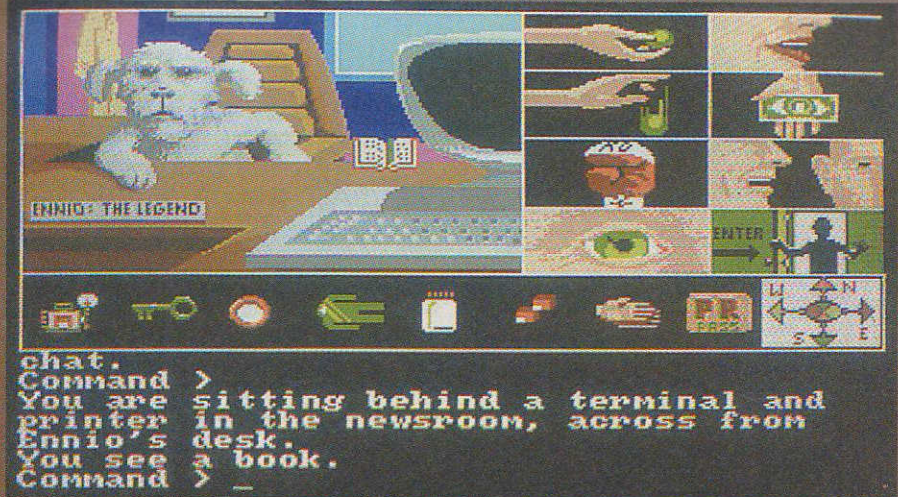 ENNIO: THE LEGEND
ENTER
PR
W N
S E
chat.
Command >
You are sitting behind a terminal and
printer in the newsroom, across from
Ennio's desk.
You see a book.
Command > _